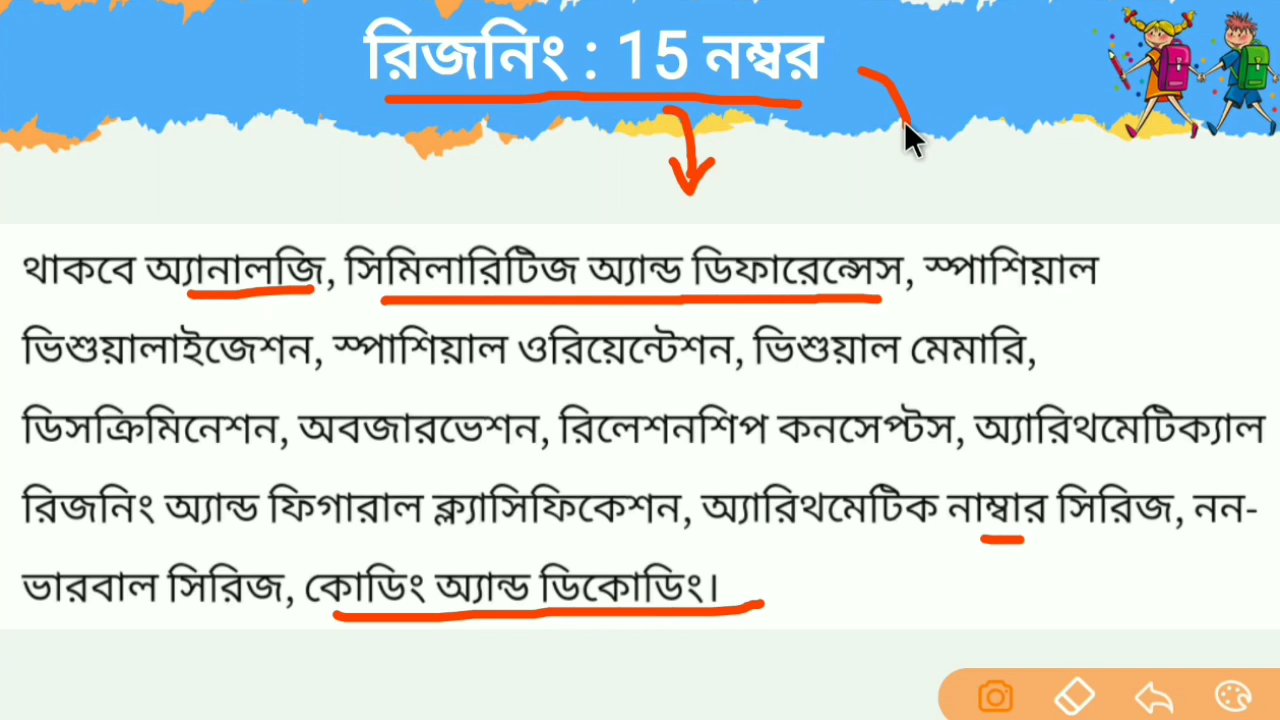 রিজনিং : 15 নম্বর
থাকবে অ্যানালজি, সিমিলারিটিজ অ্যান্ড ডিফারেন্সেস, স্পাশিয়াল
ভিশুয়ালাইজেশন, স্পাশিয়াল ওরিয়েন্টেশন, ভিশুয়াল মেমারি,
ডিসক্রিমিনেশন, অবজারভেশন, রিলেশনশিপ কনসেপ্টস, অ্যারিথমেটিক্যাল
রিজনিং অ্যান্ড ফিগারাল ক্ল্যাসিফিকেশন, অ্যারিথমেটিক নাম্বার সিরিজ, নন-
ভারবাল সিরিজ, কোডিং অ্যান্ড ডিকোডিং।